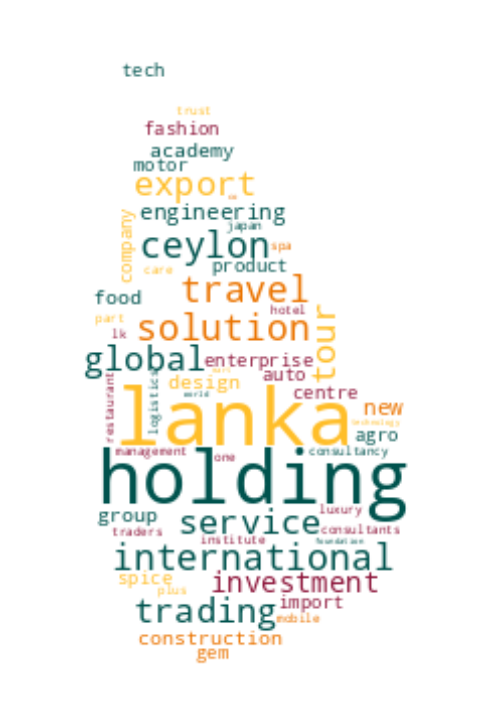 tech
trust
fashion
academy
motor
export
engineering
company
japan
ceylon
spa
product
care
travel
food
hotel
part
solution
tour
lk
global
enterprise
auto
design
restaurant
logistics
world
centre
lanka
new
technology
agro
management
one
consultancy
holding
group
service
luxury
traders
consultants
institute
foundation
international
spice
plus
investment
trading
import
mobile
construction
gem